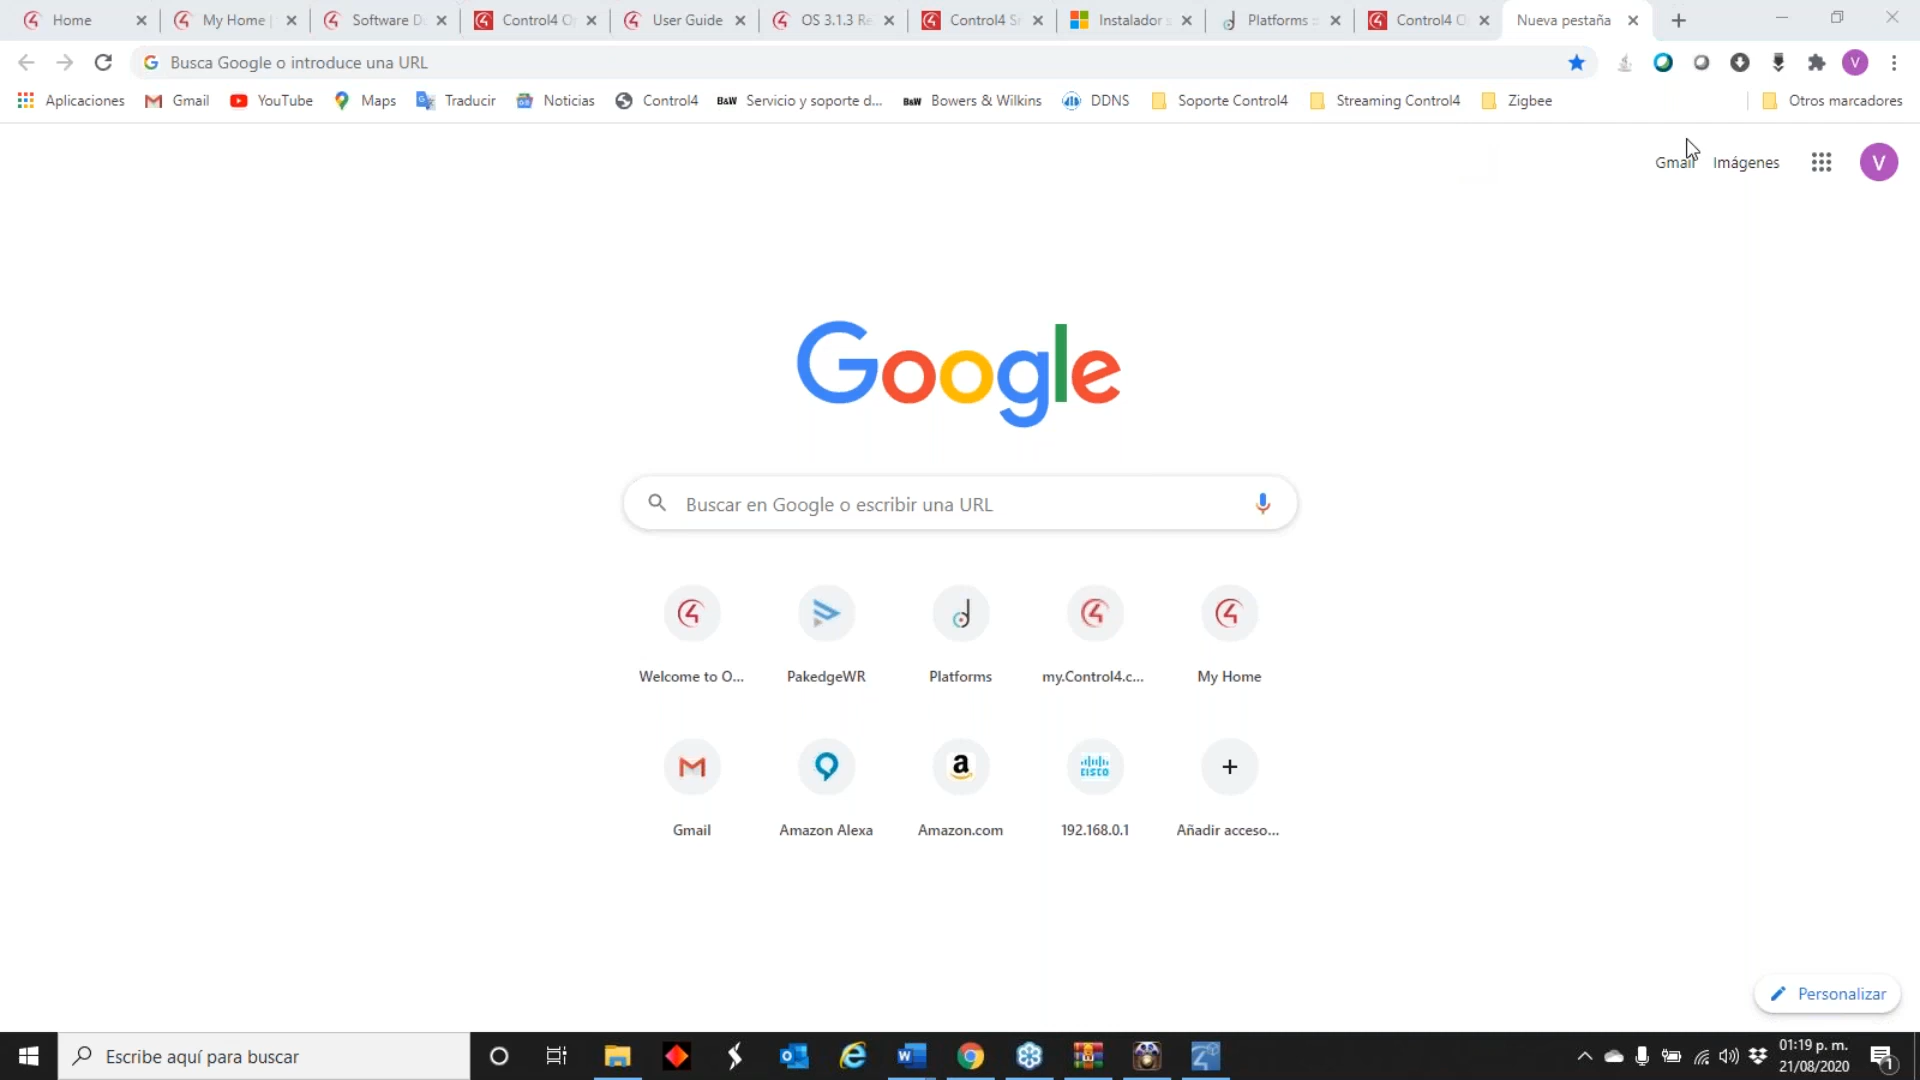 Home
My Home |
Software D
Control4 O
User Guide
OS 3.1.3 Re
Control4 S
Instalador s
Platforms
Control4 O
Nueva pestaña
Busca Google o introduce una URL
V
Aplicaciones
Gmail
YouTube
Maps
Traducir
Noticias
Control4
B&W Servicio y soporte d...
B&W Bowers & Wilkins
DDNS
Soporte Control4
Streaming Control4
Zigbee
Otros marcadores
Gmail
Imágenes
V
Google
Buscar en Google o escribir una URL
Welcome to O...
PakedgeWR
Platforms
my.Control4.c...
My Home
a
CISCO
Gmail
Amazon Alexa
Amazon.com
192.168.0.1
Añadir acceso...
Personalizar
Escribe aquí para buscar
01:19 p. m.
21/08/2020
1